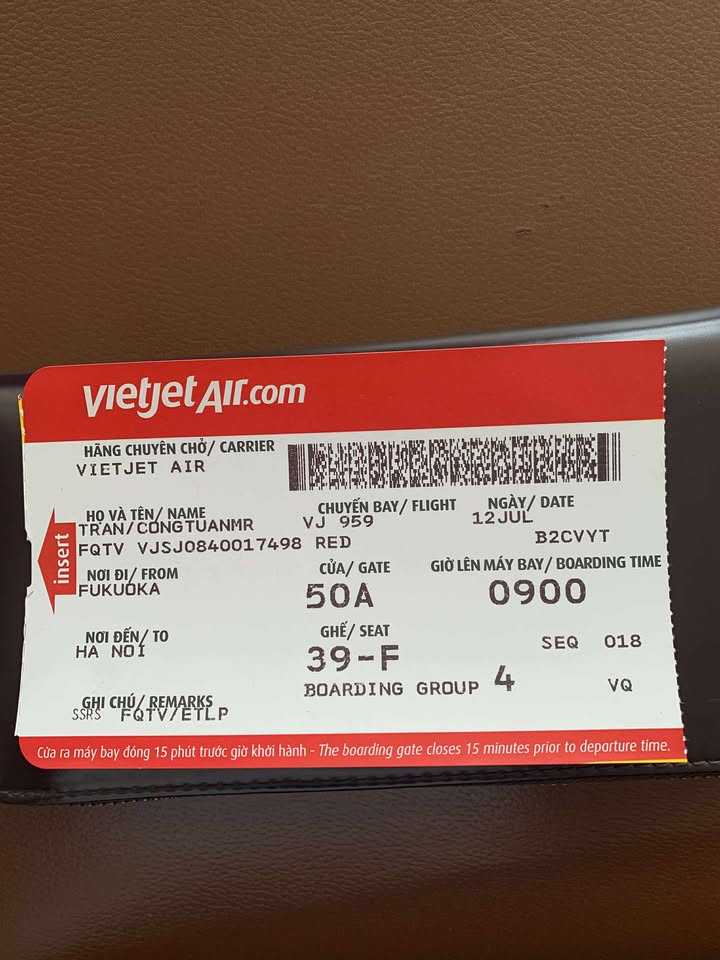 vietjetAir.com
HÃNG CHUYÊN CHỞ/ CARRIER
VIETJET AIR
HỌ VÀ TÊN/ NAME
TRAN/CONGTUANMR
CHUYẾN BAY/ FLIGHT
VJ 959
NGÀY/ DATE
12JUL
FQTV VJSJ0840017498 RED
B2CVYT
insert
NƠI ĐI/ FROM
FUKUOKA
CỬA/ GATE
50A
GIỜ LÊN MÁY BAY/ BOARDING TIME
0900
NƠI ĐẾN/ TO
HA NOI
GHẾ/ SEAT
39-F
SEQ 018
BOARDING GROUP 4
VQ
GHI CHÚ/ REMARKS
SSRS FQTV/ETLP
Cửa ra máy bay đóng 15 phút trước giờ khởi hành - The boarding gate closes 15 minutes prior to departure time.